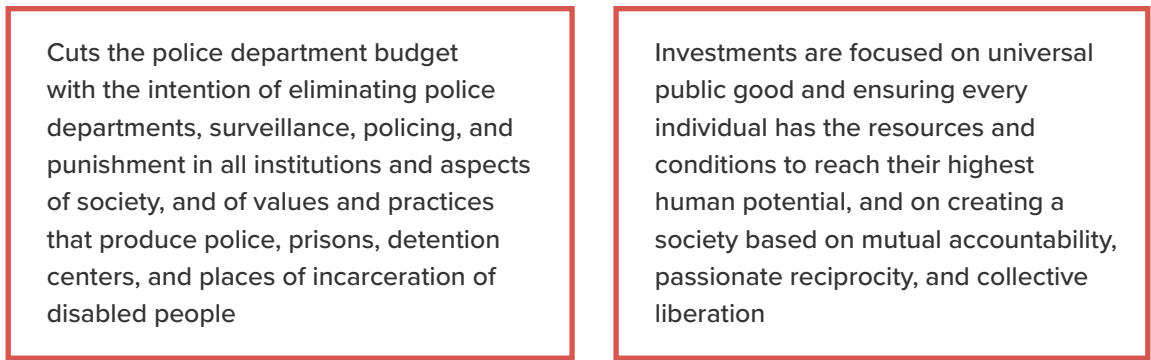 Cuts the police department budget
with the intention of eliminating police
departments, surveillance, policing, and
punishment in all institutions and aspects
of society, and of values and practices
that produce police, prisons, detention
centers, and places of incarceration of
disabled people
Investments are focused on universal
public good and ensuring every
individual has the resources and
conditions to reach their highest
human potential, and on creating a
society based on mutual accountability,
passionate reciprocity, and collective
liberation